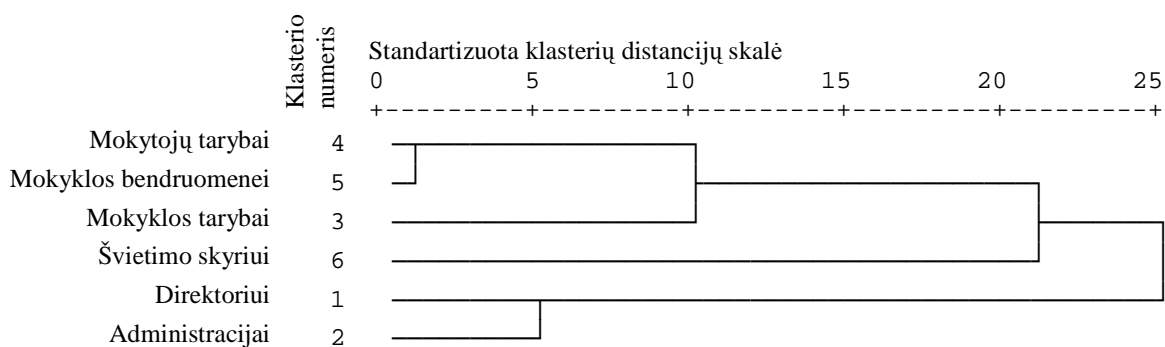 Klasterio
numeris
Standartizuota klasterių distancijų skalė
0 5 10 15 20 25
+---------+---------+---------+---------+---------+
Mokytojų tarybai 4
Mokyklos bendruomenei 5
Mokyklos tarybai 3
Švietimo skyriui 6
Direktoriui 1
Administracijai 2